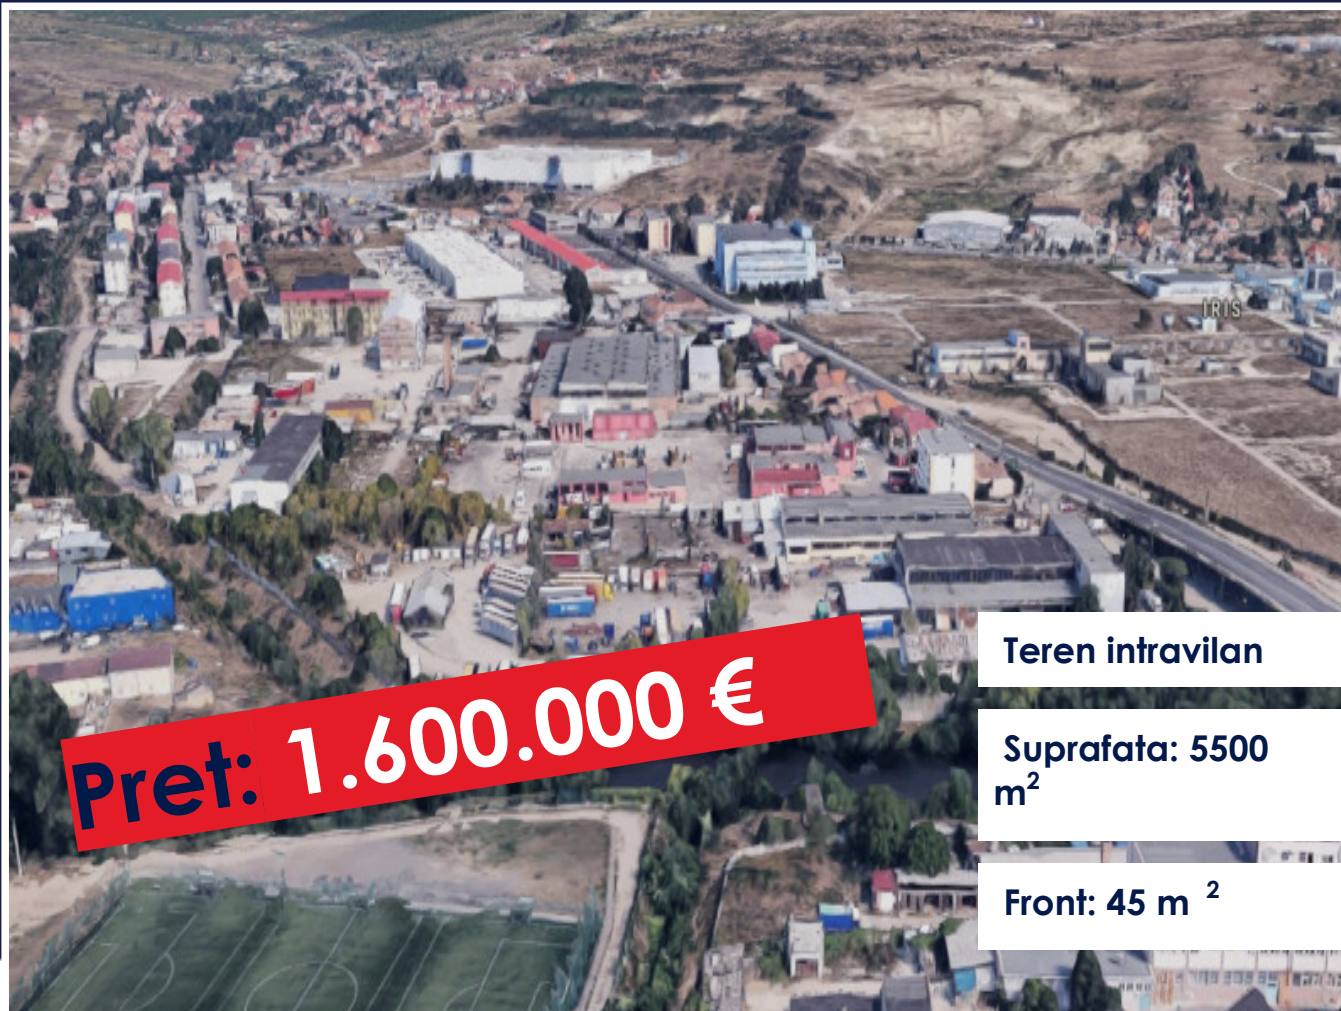 IRIS
Pret: 1.600.000 €
Teren intravilan
Suprafata: 5500
m²
Front: 45 m ²